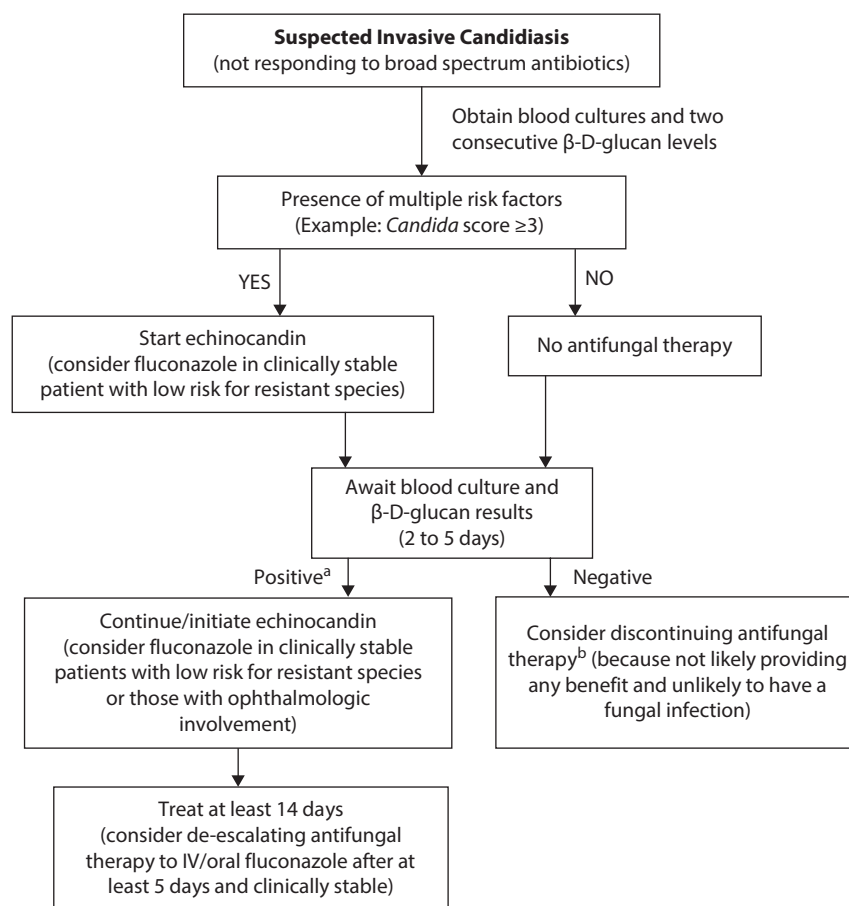 Suspected Invasive Candidiasis
(not responding to broad spectrum antibiotics)
Obtain blood cultures and two
consecutive β-D-glucan levels
Presence of multiple risk factors
(Example: Candida score ≥3)
YES
NO
Start echinocandin
(consider fluconazole in clinically stable
patient with low risk for resistant species)
No antifungal therapy
Await blood culture and
β-D-glucan results
(2 to 5 days)
Positiveᵃ
Negative
Continue/initiate echinocandin
(consider fluconazole in clinically stable
patients with low risk for resistant species
or those with ophthalmologic
involvement)
Consider discontinuing antifungal
therapyᵇ (because not likely providing
any benefit and unlikely to have a
fungal infection)
Treat at least 14 days
(consider de-escalating antifungal
therapy to IV/oral fluconazole after at
least 5 days and clinically stable)